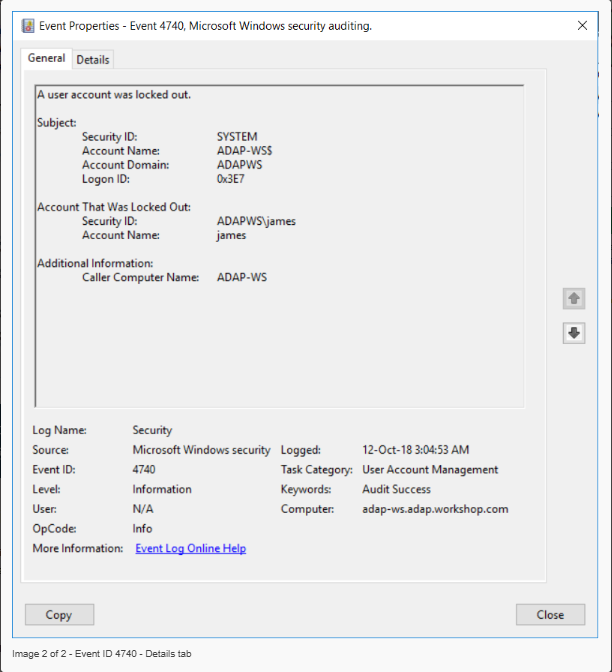 Event Properties - Event 4740, Microsoft Windows security auditing.
General Details
A user account was locked out.
Subject:
Security ID: SYSTEM
Account Name: ADAP-WS$
Account Domain: ADAPWS
Logon ID: 0x3E7
Account That Was Locked Out:
Security ID: ADAPWS\james
Account Name: james
Additional Information:
Caller Computer Name: ADAP-WS
Log Name: Security
Source: Microsoft Windows security Logged: 12-Oct-18 3:04:53 AM
Event ID: 4740 Task Category: User Account Management
Level: Information Keywords: Audit Success
User: N/A Computer: adap-ws.adap.workshop.com
OpCode: Info
More Information: Event Log Online Help
Copy Close
Image 2 of 2 - Event ID 4740 - Details tab